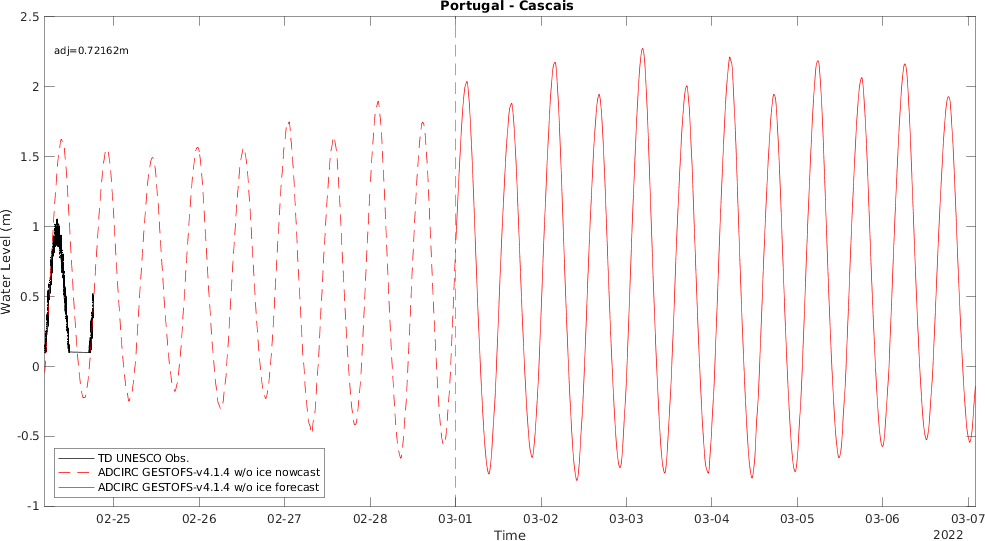 Portugal - Cascais
adj=0.72162m
Water Level (m)
2.5
2
1.5
1
0.5
0
-0.5
-1
TD UNESCO Obs.
ADCIRC GESTOFS-v4.1.4 w/o ice nowcast
ADCIRC GESTOFS-v4.1.4 w/o ice forecast
02-25 02-26 02-27 02-28 03-01 03-02 03-03 03-04 03-05 03-06 03-07
Time
2022